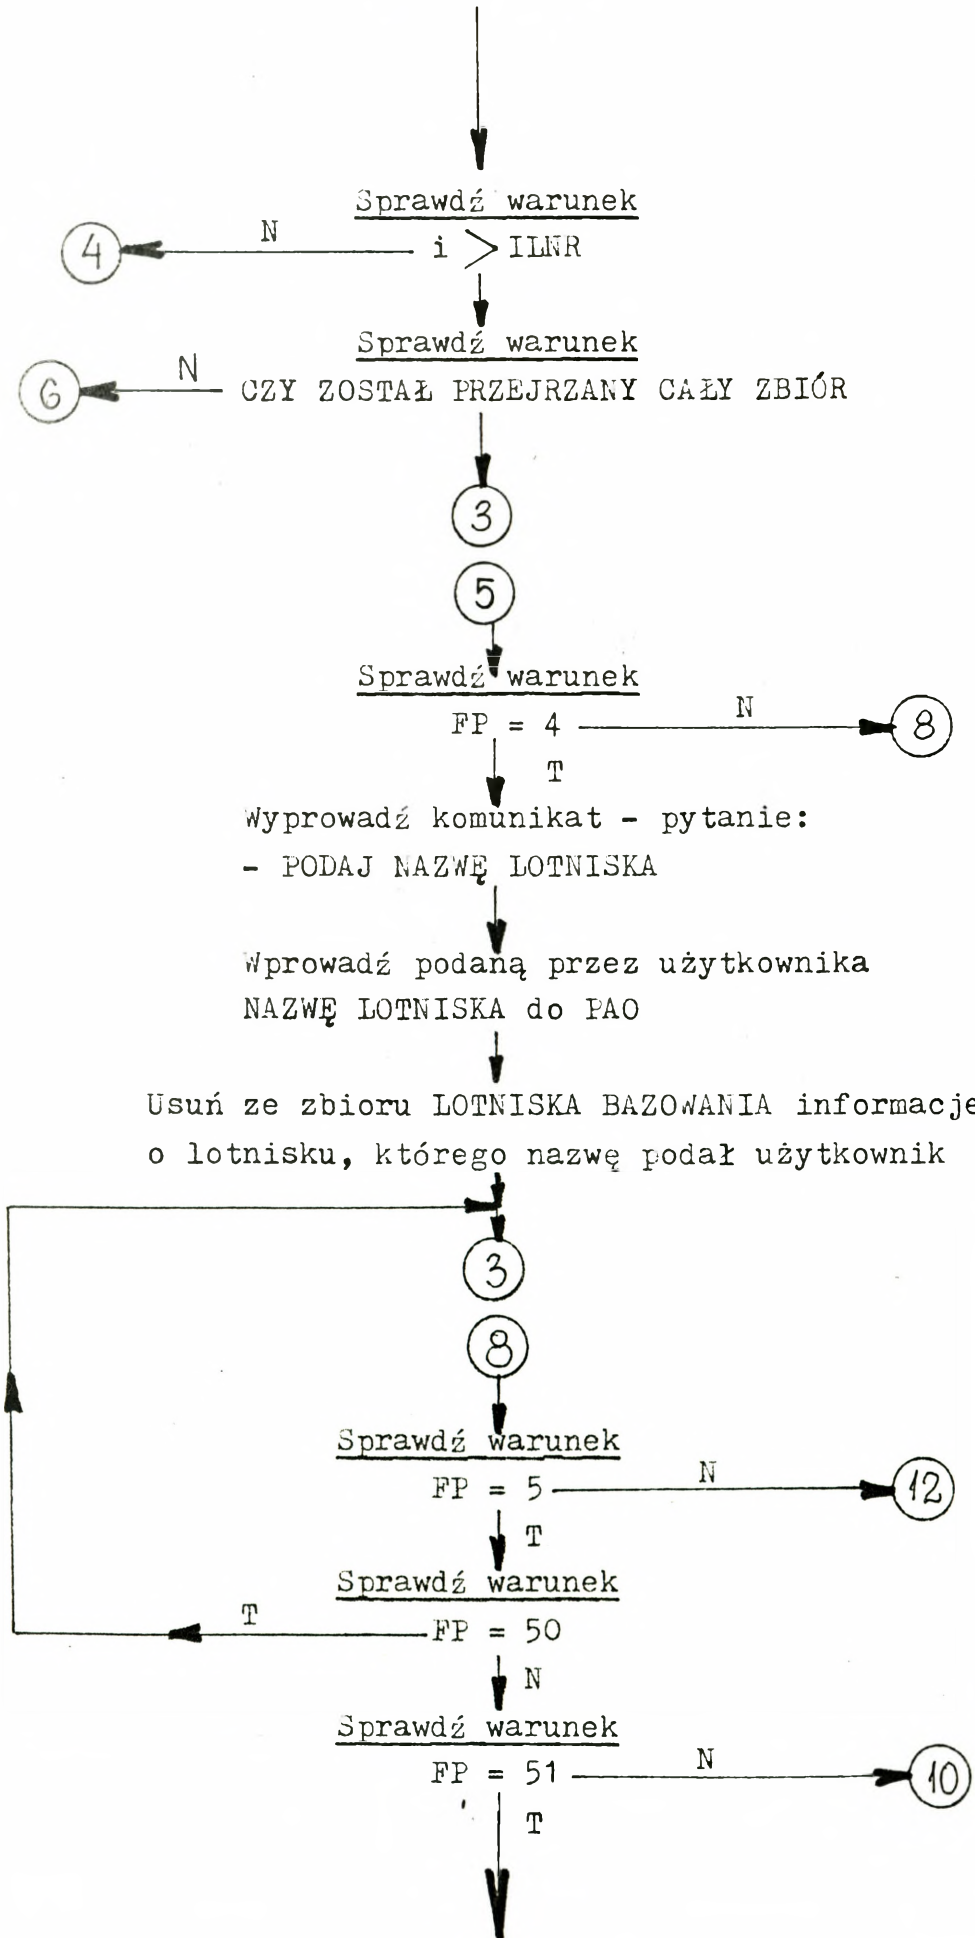 Sprawdź warunek
4 N i > ILNR
Sprawdź warunek
6 N CZY ZOSTAŁ PRZEJRZANY CAŁY ZBIÓR
3
5
Sprawdź warunek
FP = 4 N 8
T
Wyprowadź komunikat - pytanie:
- PODAJ NAZWĘ LOTNISKA
Wprowadź podaną przez użytkownika
NAZWĘ LOTNISKA do PAO
Usuń ze zbioru LOTNISKA BAZOWANIA informacje
o lotnisku, którego nazwę podał użytkownik
3
8
Sprawdź warunek
FP = 5 N 12
T
Sprawdź warunek
T FP = 50
N
Sprawdź warunek
FP = 51 N 10
T